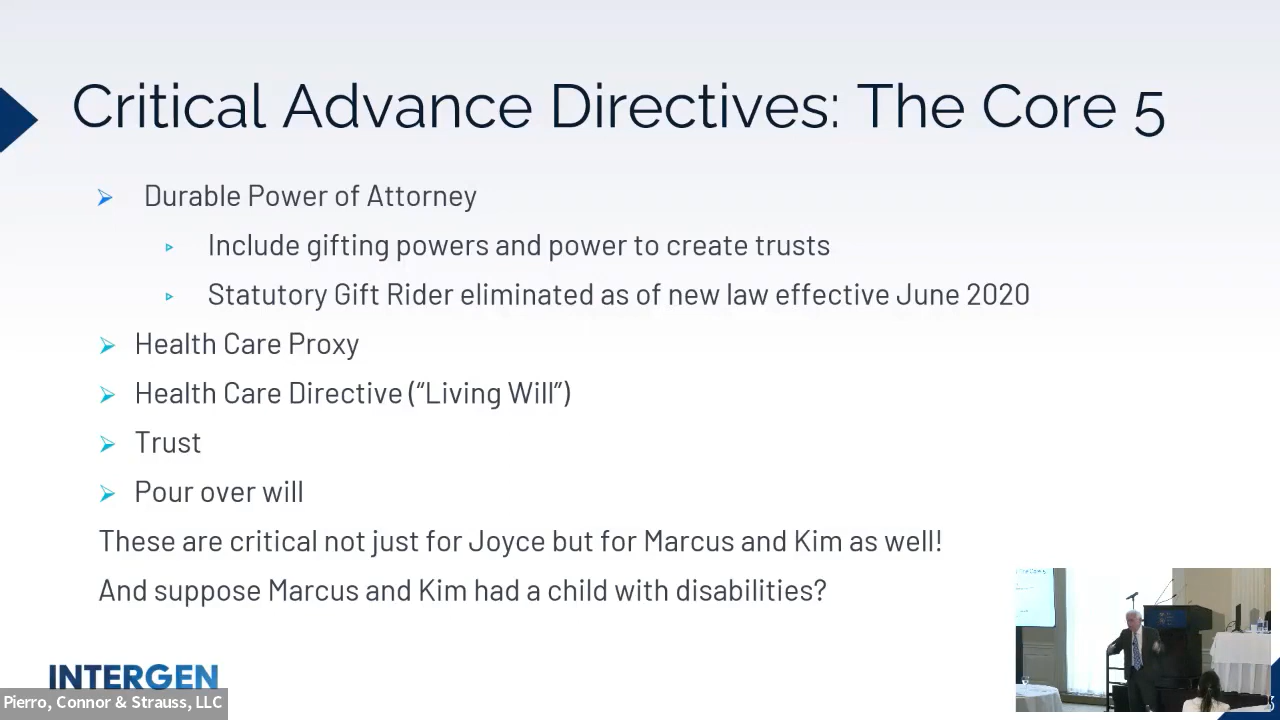 Critical Advance Directives: The Core 5
Durable Power of Attorney
Include gifting powers and power to create trusts
Statutory Gift Rider eliminated as of new law effective June 2020
Health Care Proxy
Health Care Directive (“Living Will”)
Trust
Pour over will
These are critical not just for Joyce but for Marcus and Kim as well!
And suppose Marcus and Kim had a child with disabilities?
INTERGEN
Pierro, Connor & Strauss, LLC